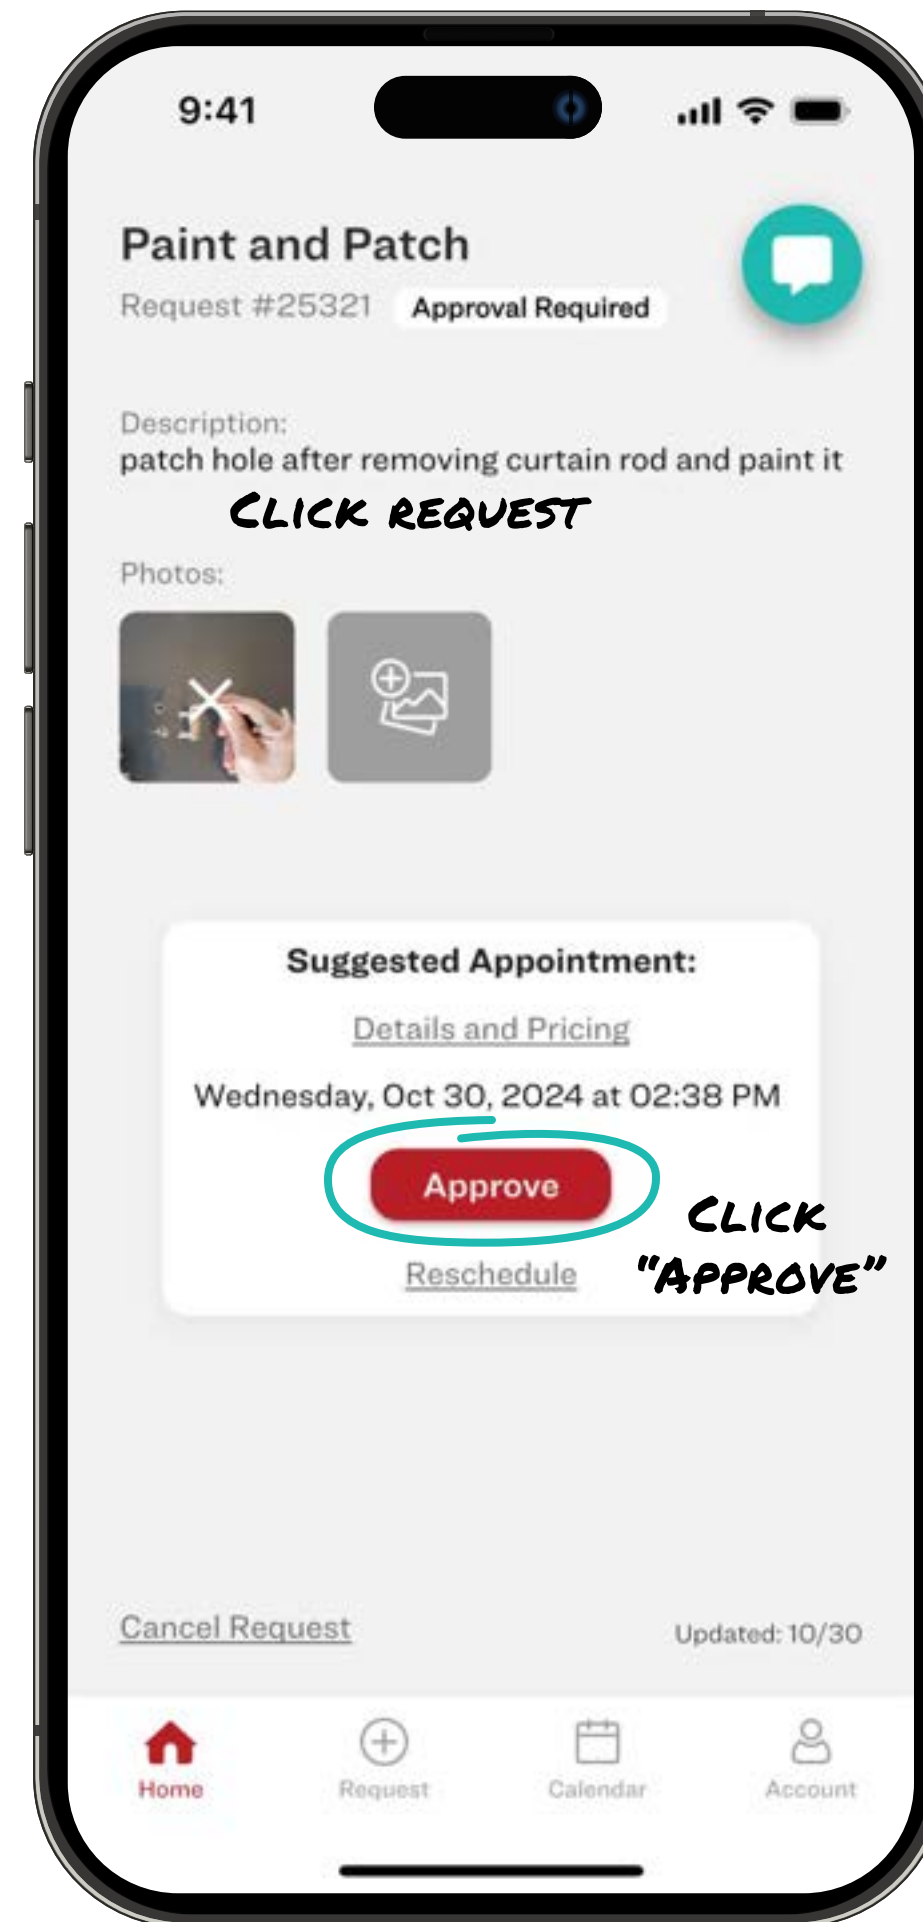 9:41
Paint and Patch
Request #25321 Approval Required
Description:
patch hole after removing curtain rod and paint it
CLICK REQUEST
Photos:
Suggested Appointment:
Details and Pricing
Wednesday, Oct 30, 2024 at 02:38 PM
Approve
CLICK
"APPROVE"
Reschedule
Cancel Request
Updated: 10/30
Home
Request
Calendar
Account